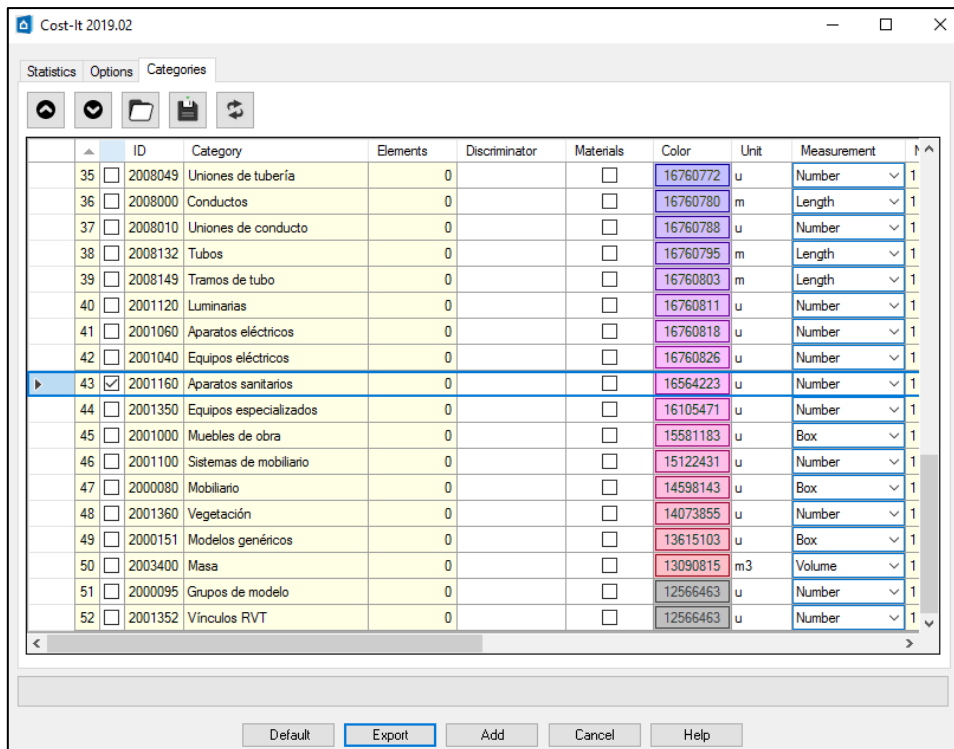 Cost-It 2019.02
Statistics Options Categories
ID Category Elements Discriminator Materials Color Unit Measurement
35 2008049 Uniones de tubería 0 16760772 u Number 1
36 2008000 Conductos 0 16760780 m Length 1
37 2008010 Uniones de conducto 0 16760788 u Number 1
38 2008132 Tubos 0 16760795 m Length 1
39 2008149 Tramos de tubo 0 16760803 m Length 1
40 2001120 Luminarias 0 16760811 u Number 1
41 2001060 Aparatos eléctricos 0 16760818 u Number 1
42 2001040 Equipos eléctricos 0 16760826 u Number 1
43 2001160 Aparatos sanitarios 0 16564223 u Number 1
44 2001350 Equipos especializados 0 16105471 u Number 1
45 2001000 Muebles de obra 0 15581183 u Box 1
46 2001100 Sistemas de mobiliario 0 15122431 u Number 1
47 2000080 Mobiliario 0 14598143 u Box 1
48 2001360 Vegetación 0 14073855 u Number 1
49 2000151 Modelos genéricos 0 13615103 u Box 1
50 2003400 Masa 0 13090815 m3 Volume 1
51 2000095 Grupos de modelo 0 12566463 u Number 1
52 2001352 Vínculos RVT 0 12566463 u Number 1
Default Export Add Cancel Help